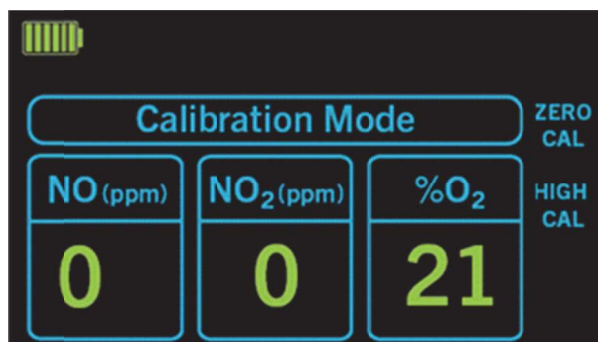 Calibration Mode
ZERO
CAL
NO (ppm)
NO₂ (ppm)
%O₂
HIGH
CAL
0
0
21